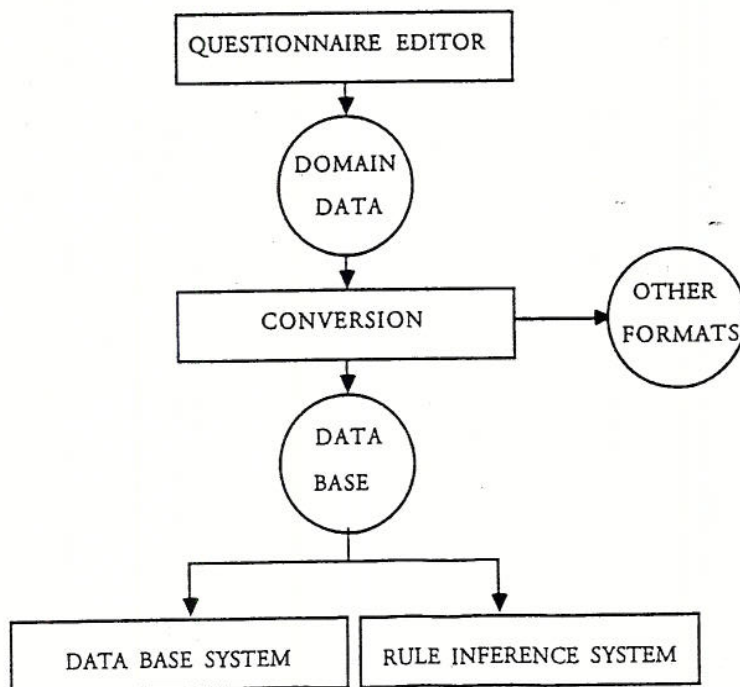 QUESTIONNAIRE EDITOR
DOMAIN
DATA
CONVERSION
OTHER
FORMATS
DATA
BASE
DATA BASE SYSTEM
RULE INFERENCE SYSTEM